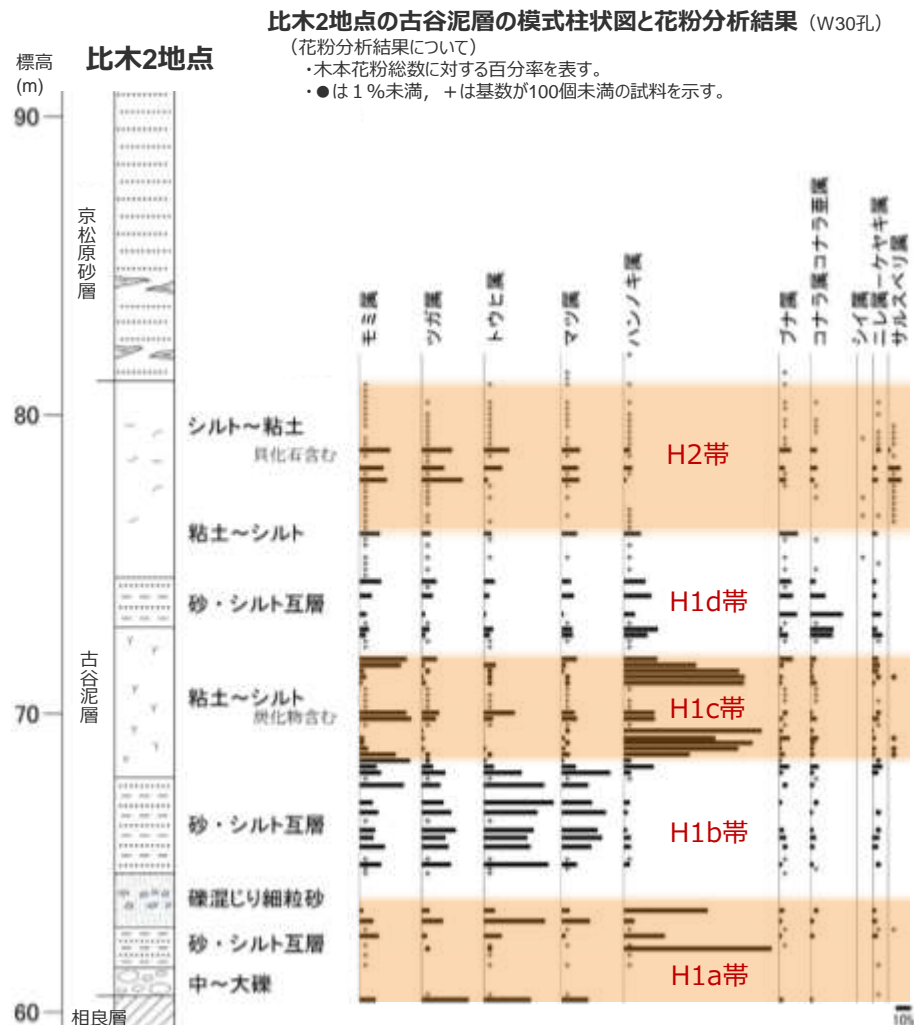 比木2地点の古谷泥層の模式柱状図と花粉分析結果（W30孔）
（花粉分析結果について）
・木本花粉総数に対する百分率を表す。
・●は１％未満，＋は基数が100個未満の試料を示す。
比木2地点
標高
(m)
90
80
70
60
京松原砂層
古谷泥層
相良層
シルト～粘土
貝化石含む
粘土～シルト
砂・シルト互層
粘土～シルト
炭化物含む
砂・シルト互層
礫混じり細粒砂
砂・シルト互層
中～大礫
モミ属
ツガ属
トウヒ属
マツ属
ハンノキ属
ブナ属
コナラ属コナラ亜属
シイ属
ニレ属ーケヤキ属
サルスベリ属
H2帯
H1d帯
H1c帯
H1b帯
H1a帯
10%